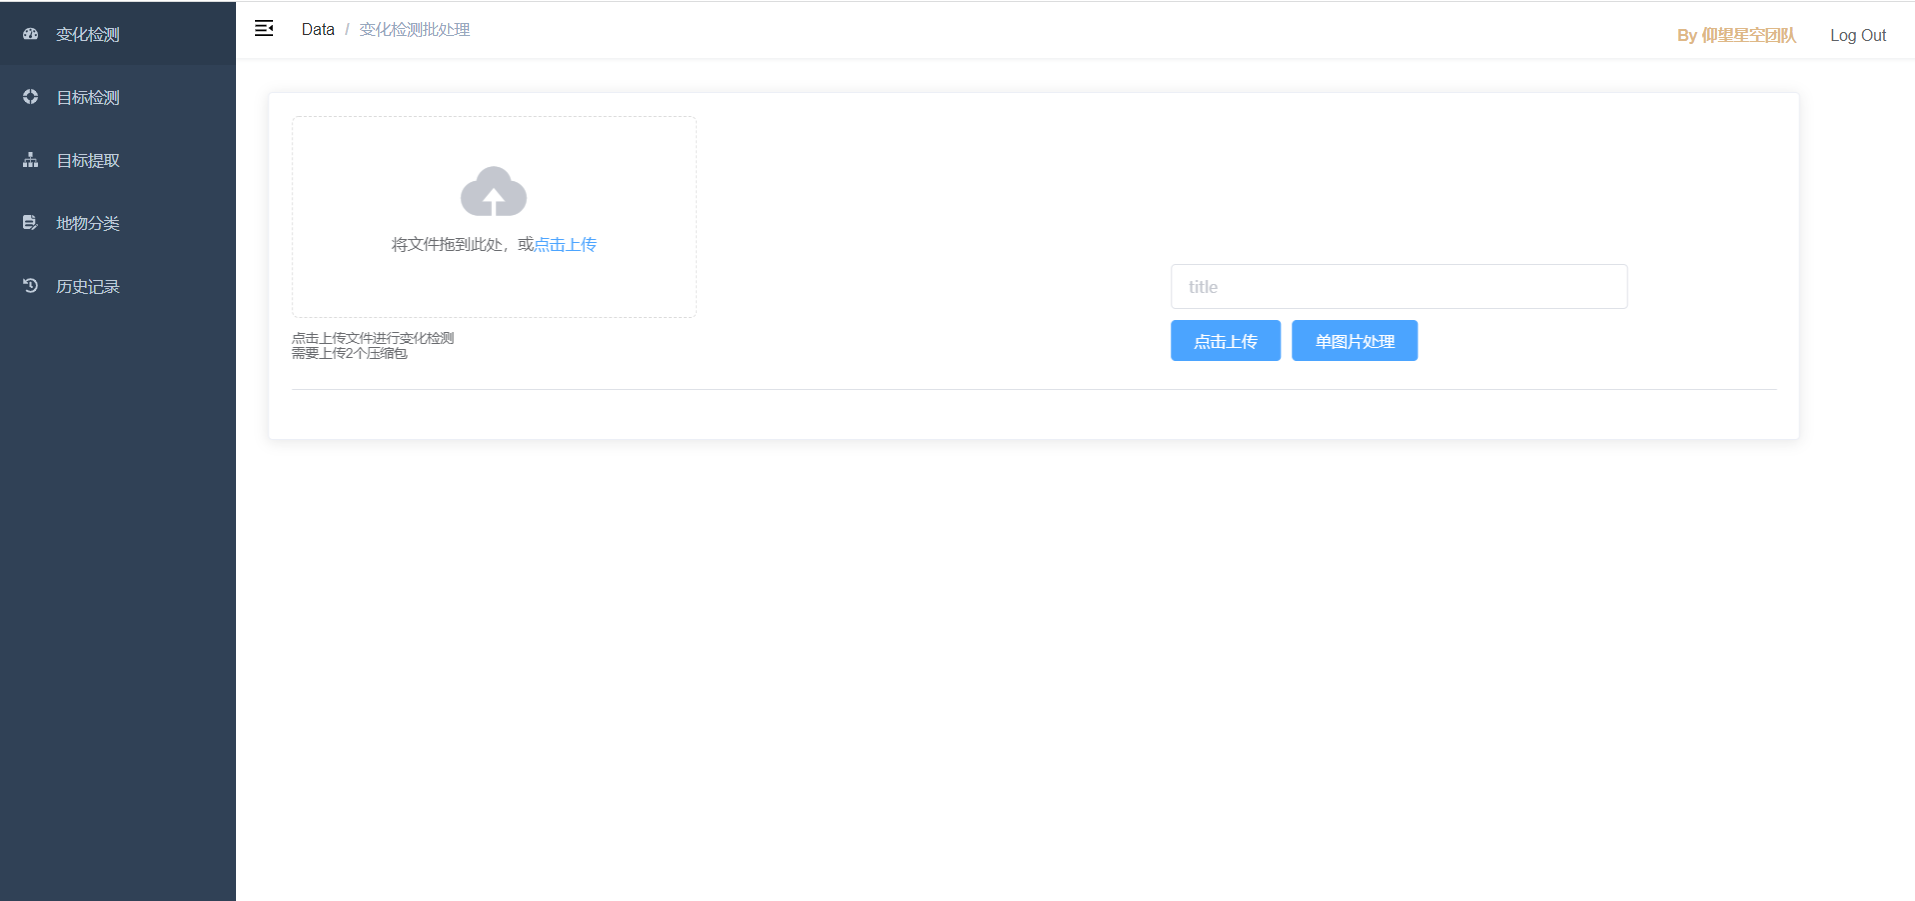 变化检测
目标检测
目标提取
地物分类
历史记录
Data / 变化检测批处理
By 仰望星空团队
Log Out
将文件拖到此处，或点击上传
点击上传文件进行变化检测
需要上传2个压缩包
title
点击上传
单图片处理